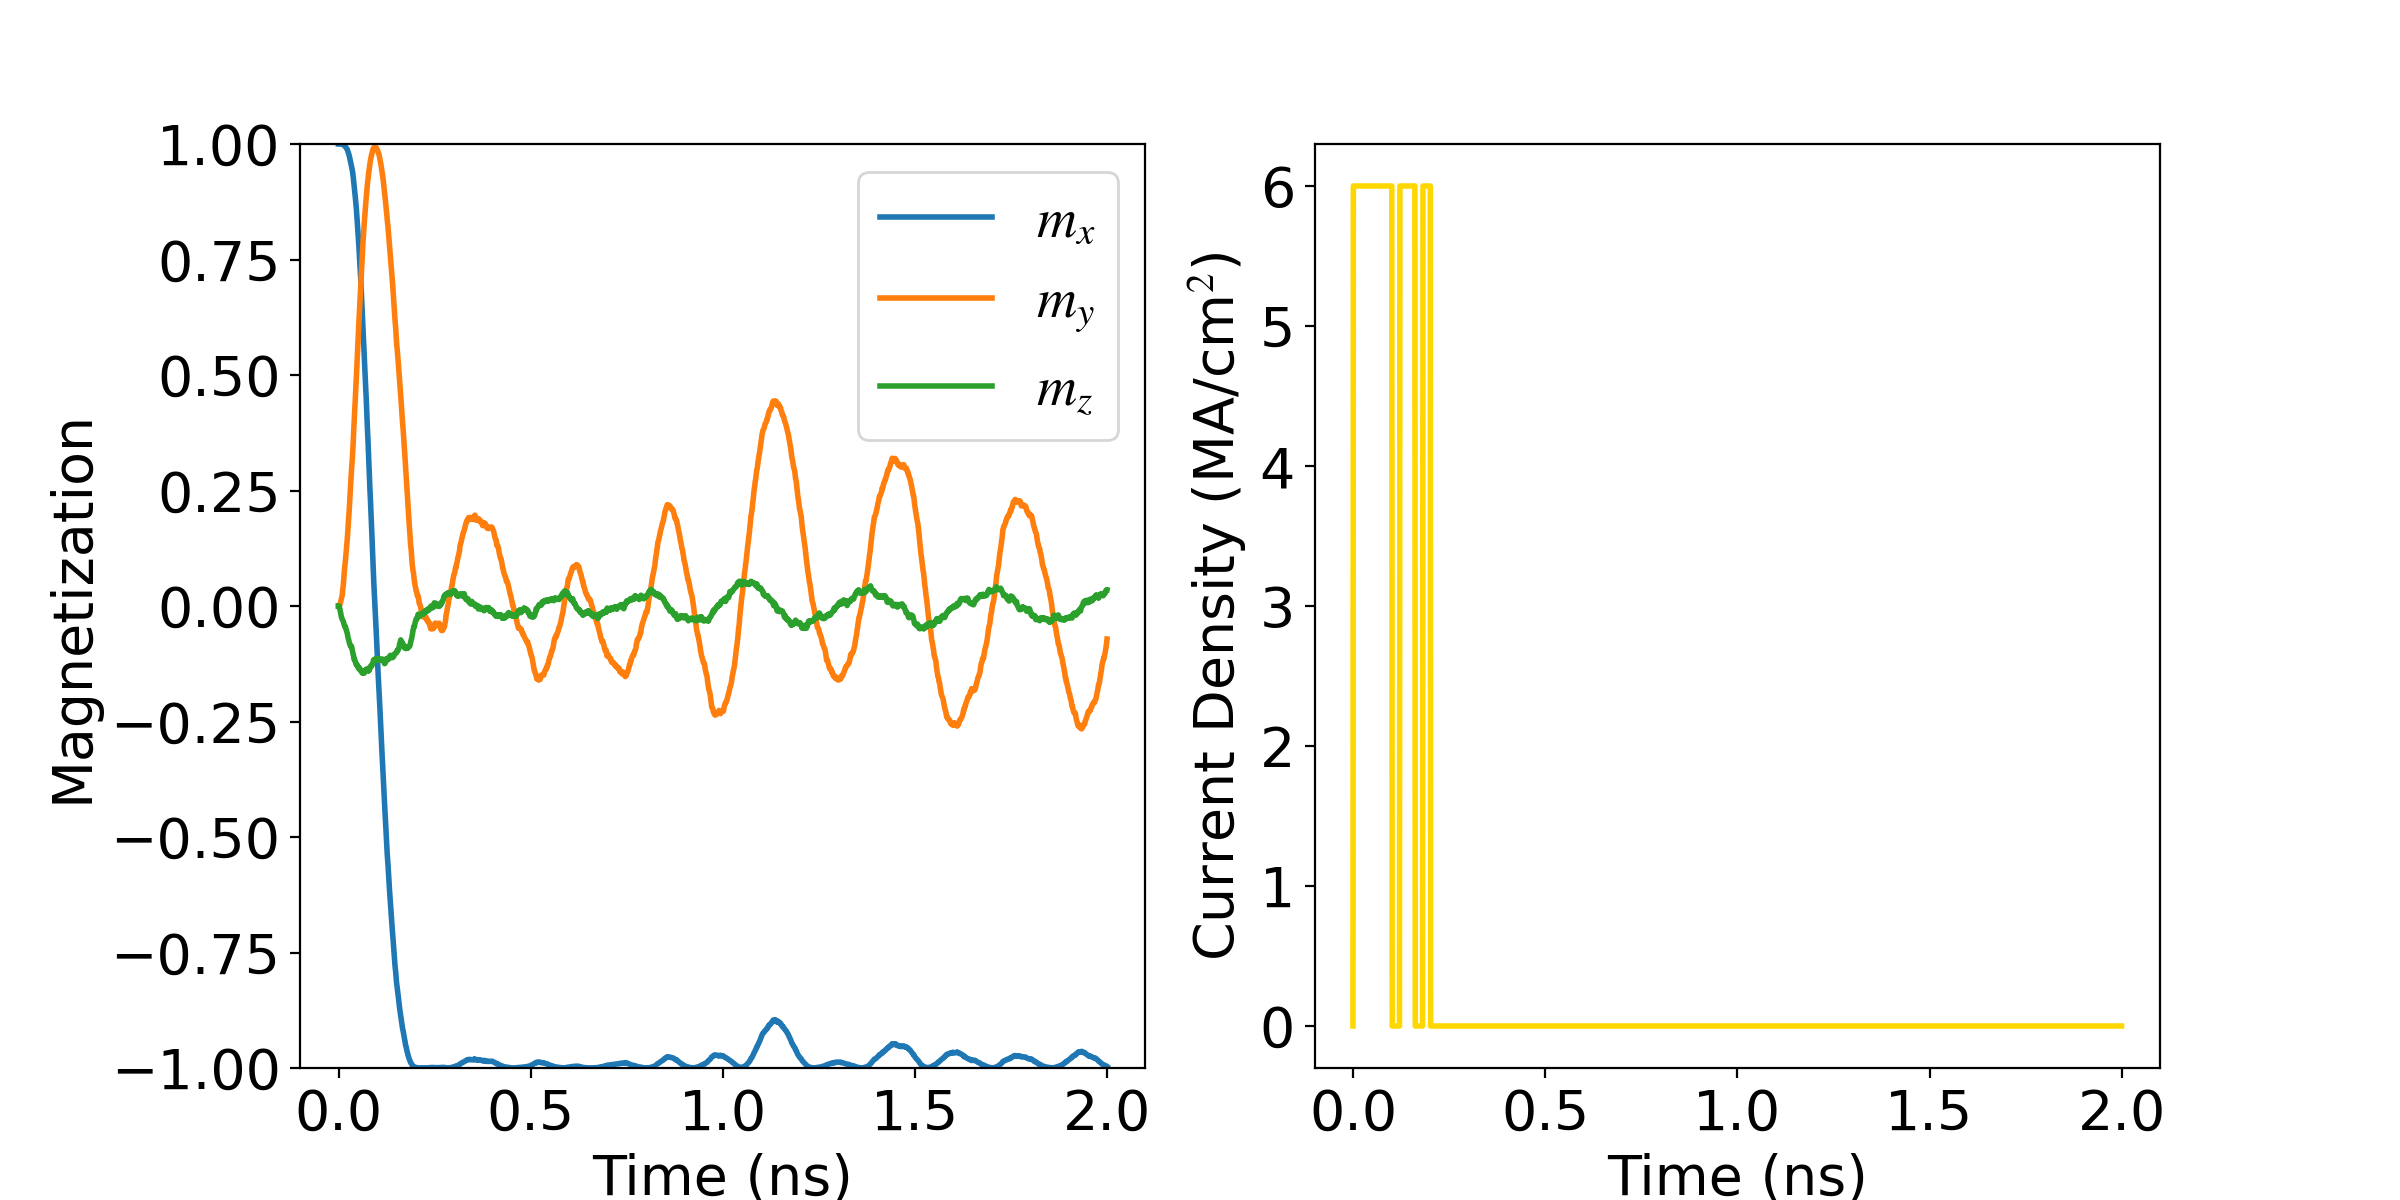 1.00
0.75
0.50
0.25
0.00
−0.25
−0.50
−0.75
−1.00
Magnetization
0.0 0.5 1.0 1.5 2.0
Time (ns)
m_x
m_y
m_z
6
5
4
3
2
1
0
Current Density (MA/cm²)
0.0 0.5 1.0 1.5 2.0
Time (ns)